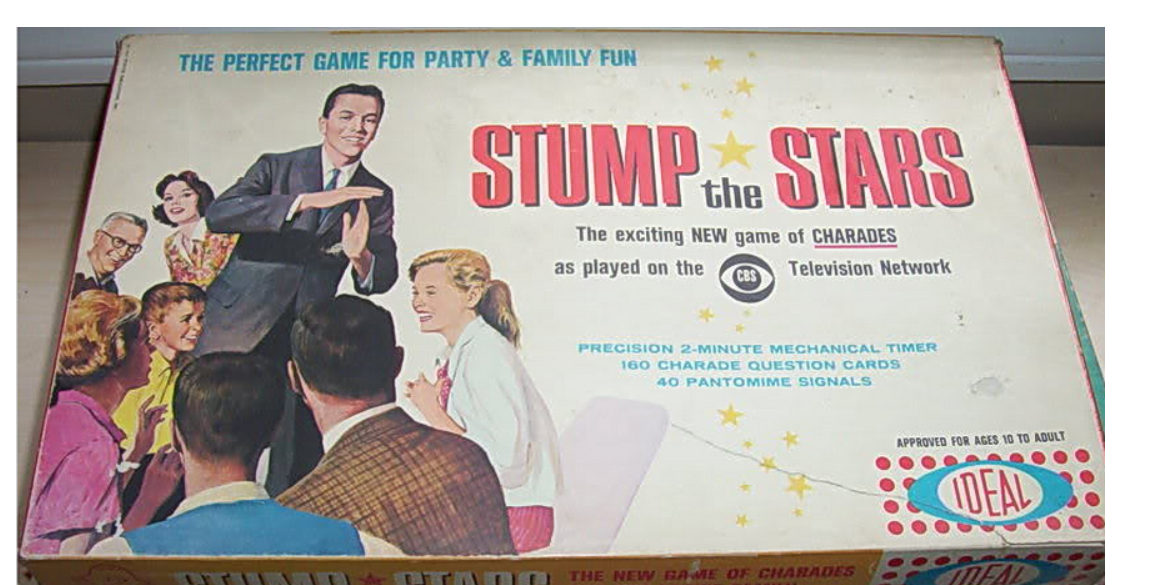 THE PERFECT GAME FOR PARTY & FAMILY FUN
STUMP the STARS
The exciting NEW game of CHARADES
as played on the CBS Television Network
PRECISION 2-MINUTE MECHANICAL TIMER
160 CHARADE QUESTION CARDS
40 PANTOMIME SIGNALS
APPROVED FOR AGES 10 TO ADULT
IDEAL
STUMP STARS THE NEW GAME OF CHARADES
IDEAL